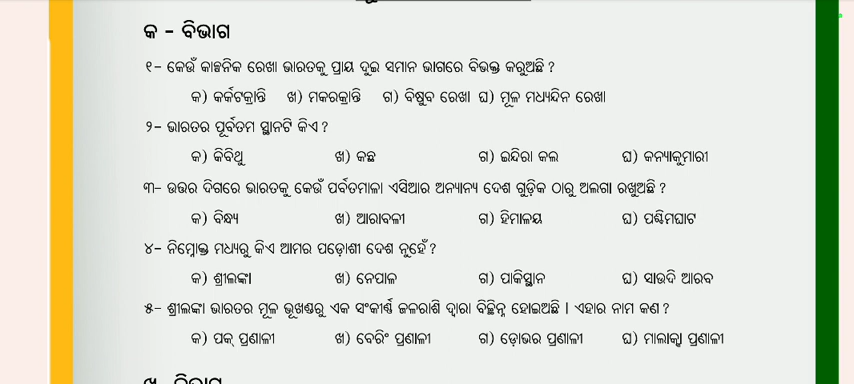 କ - ବିଭାଗ
୧- କେଉଁ କାଳ୍ପନିକ ରେଖା ଭାରତକୁ ପ୍ରାୟ ଦୁଇ ସମାନ ଭାଗରେ ବିଭକ୍ତ କରୁଅଛି ?
କ) କର୍କଟକ୍ରାନ୍ତି ଖ) ମକରକ୍ରାନ୍ତି ଗ) ବିଷୁବ ରେଖା ଘ) ମୂଳ ମଧ୍ୟନ୍ଦିନ ରେଖା
୨- ଭାରତର ପୂର୍ବତମ ସ୍ଥାନଟି କିଏ ?
କ) କିବିଥୁ ଖ) କଛ ଗ) ଇନ୍ଦିରା କଲ ଘ) କନ୍ୟାକୁମାରୀ
୩- ଉତ୍ତର ଦିଗରେ ଭାରତକୁ କେଉଁ ପର୍ବତମାଳା ଏସିଆର ଅନ୍ୟାନ୍ୟ ଦେଶ ଗୁଡ଼ିକ ଠାରୁ ଅଲଗା ରଖୁଅଛି ?
କ) ବିନ୍ଧ୍ୟ ଖ) ଆରାବଳୀ ଗ) ହିମାଳୟ ଘ) ପଶ୍ଚିମଘାଟ
୪- ନିମ୍ନୋକ୍ତ ମଧ୍ୟରୁ କିଏ ଆମର ପଡ଼ୋଶୀ ଦେଶ ନୁହେଁ ?
କ) ଶ୍ରୀଲଙ୍କା ଖ) ନେପାଳ ଗ) ପାକିସ୍ଥାନ ଘ) ସାଉଦି ଆରବ
୫- ଶ୍ରୀଲଙ୍କା ଭାରତର ମୂଳ ଭୂଖଣ୍ଡରୁ ଏକ ସଂକୀର୍ଣ୍ଣ ଜଳରାଶି ଦ୍ୱାରା ବିଚ୍ଛିନ୍ନ ହୋଇଅଛି । ଏହାର ନାମ କଣ ?
କ) ପକ୍ ପ୍ରଣାଳୀ ଖ) ବେରିଂ ପ୍ରଣାଳୀ ଗ) ଡ଼ୋଭର ପ୍ରଣାଳୀ ଘ) ମାଲାକ୍କା ପ୍ରଣାଳୀ